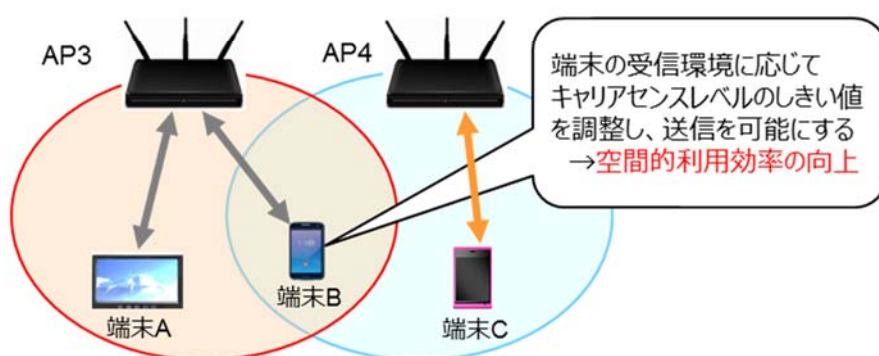 AP3
AP4
端末の受信環境に応じて
キャリアセンスレベルのしきい値
を調整し、送信を可能にする
→空間的利用効率の向上
端末A
端末B
端末C